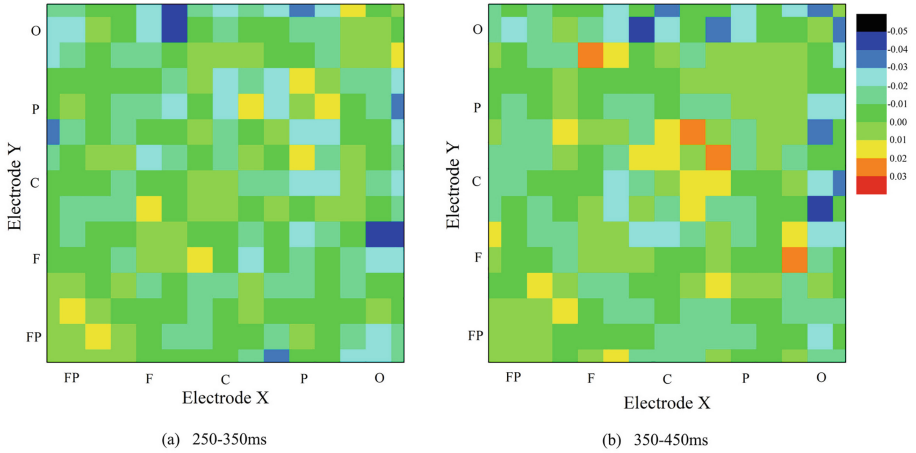 O
P
C
F
FP
Electrode Y
FP
F
C
P
O
Electrode X
(a) 250-350ms
O
P
C
F
FP
Electrode Y
FP
F
C
P
O
Electrode X
(b) 350-450ms
-0.05
-0.04
-0.03
-0.02
-0.01
0.00
0.01
0.02
0.03